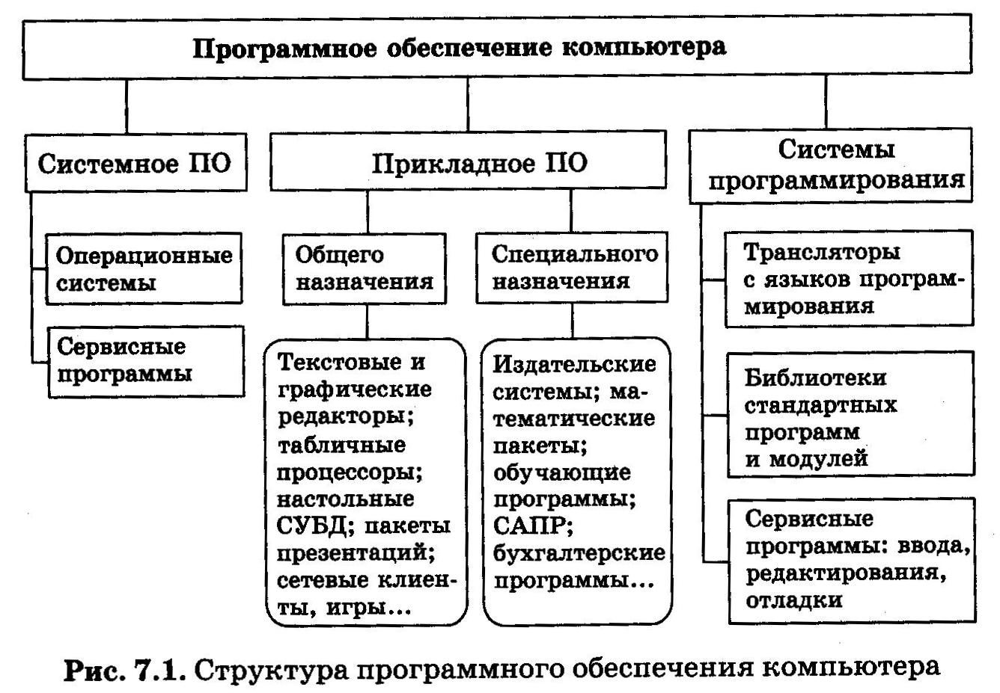 Программное обеспечение компьютера
Системное ПО
Операционные
системы
Сервисные
программы
Прикладное ПО
Общего
назначения
Текстовые и
графические
редакторы;
табличные
процессоры;
настольные
СУБД; пакеты
презентаций;
сетевые клиен-
ты, игры...
Специального
назначения
Издательские
системы; ма-
тематические
пакеты;
обучающие
программы;
САПР;
бухгалтерские
программы...
Системы
программирования
Трансляторы
с языков програм-
мирования
Библиотеки
стандартных
программ
и модулей
Сервисные
программы: ввода,
редактирования,
отладки
Рис. 7.1. Структура программного обеспечения компьютера